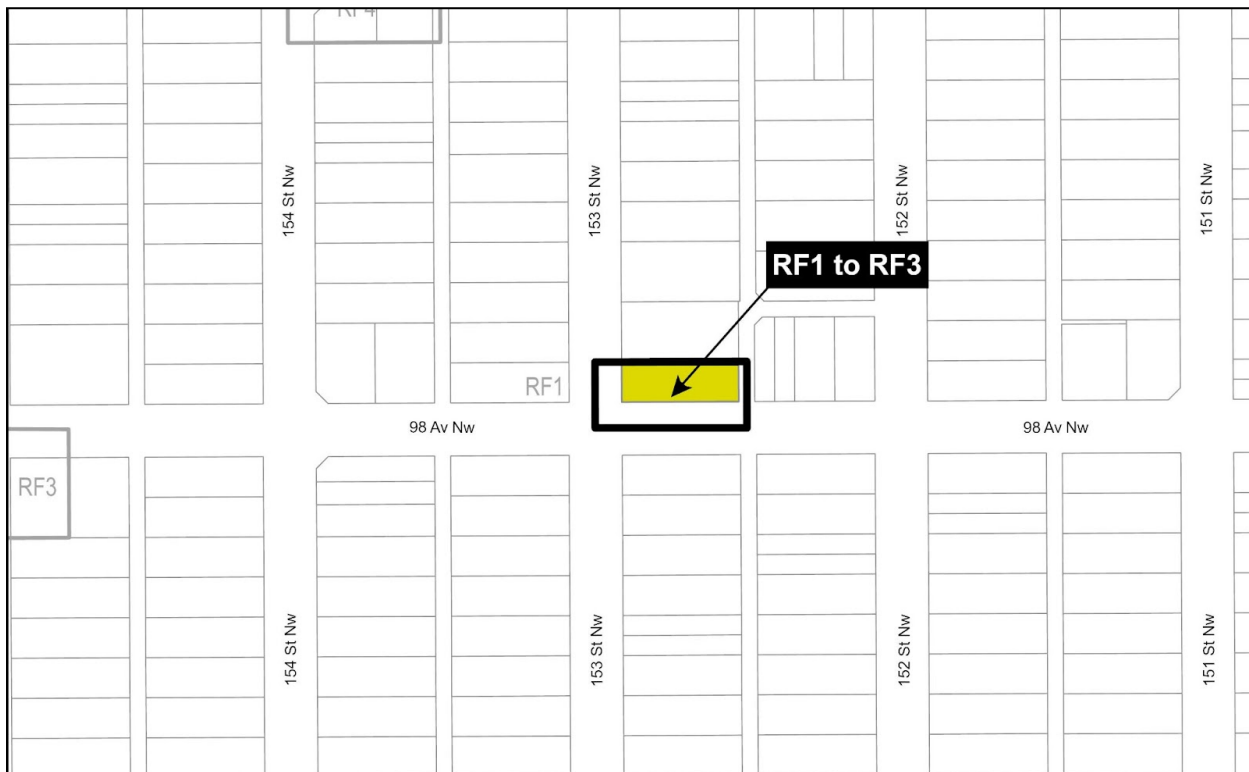 RF4
154 St Nw
153 St Nw
152 St Nw
151 St Nw
RF1 to RF3
RF1
98 Av Nw
98 Av Nw
RF3
154 St Nw
153 St Nw
152 St Nw
151 St Nw